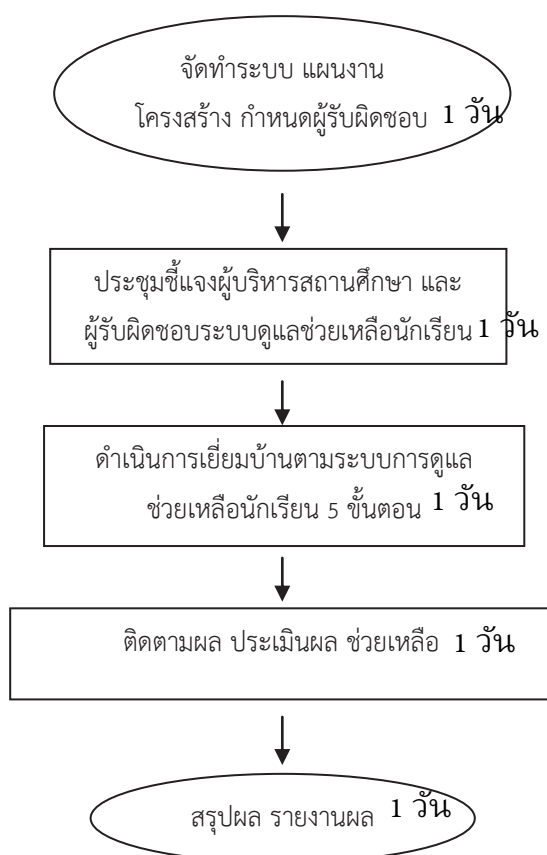 จัดทำระบบ แผนงาน
โครงสร้าง กำหนดผู้รับผิดชอบ 1 วัน
ประชุมชี้แจงผู้บริหารสถานศึกษา และ
ผู้รับผิดชอบระบบดูแลช่วยเหลือนักเรียน 1 วัน
ดำเนินการเยี่ยมบ้านตามระบบการดูแล
ช่วยเหลือนักเรียน 5 ขั้นตอน 1 วัน
ติดตามผล ประเมินผล ช่วยเหลือ 1 วัน
สรุปผล รายงานผล 1 วัน